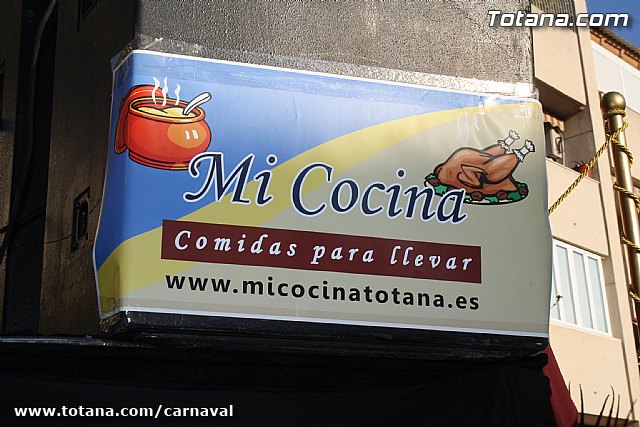 Totana.com
Mi Cocina
Comidas para llevar
www.micocinatotana.es
www.totana.com/carnaval